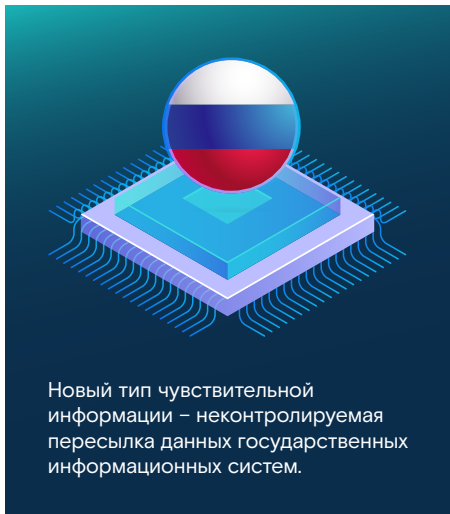 Новый тип чувствительной
информации – неконтролируемая
пересылка данных государственных
информационных систем.